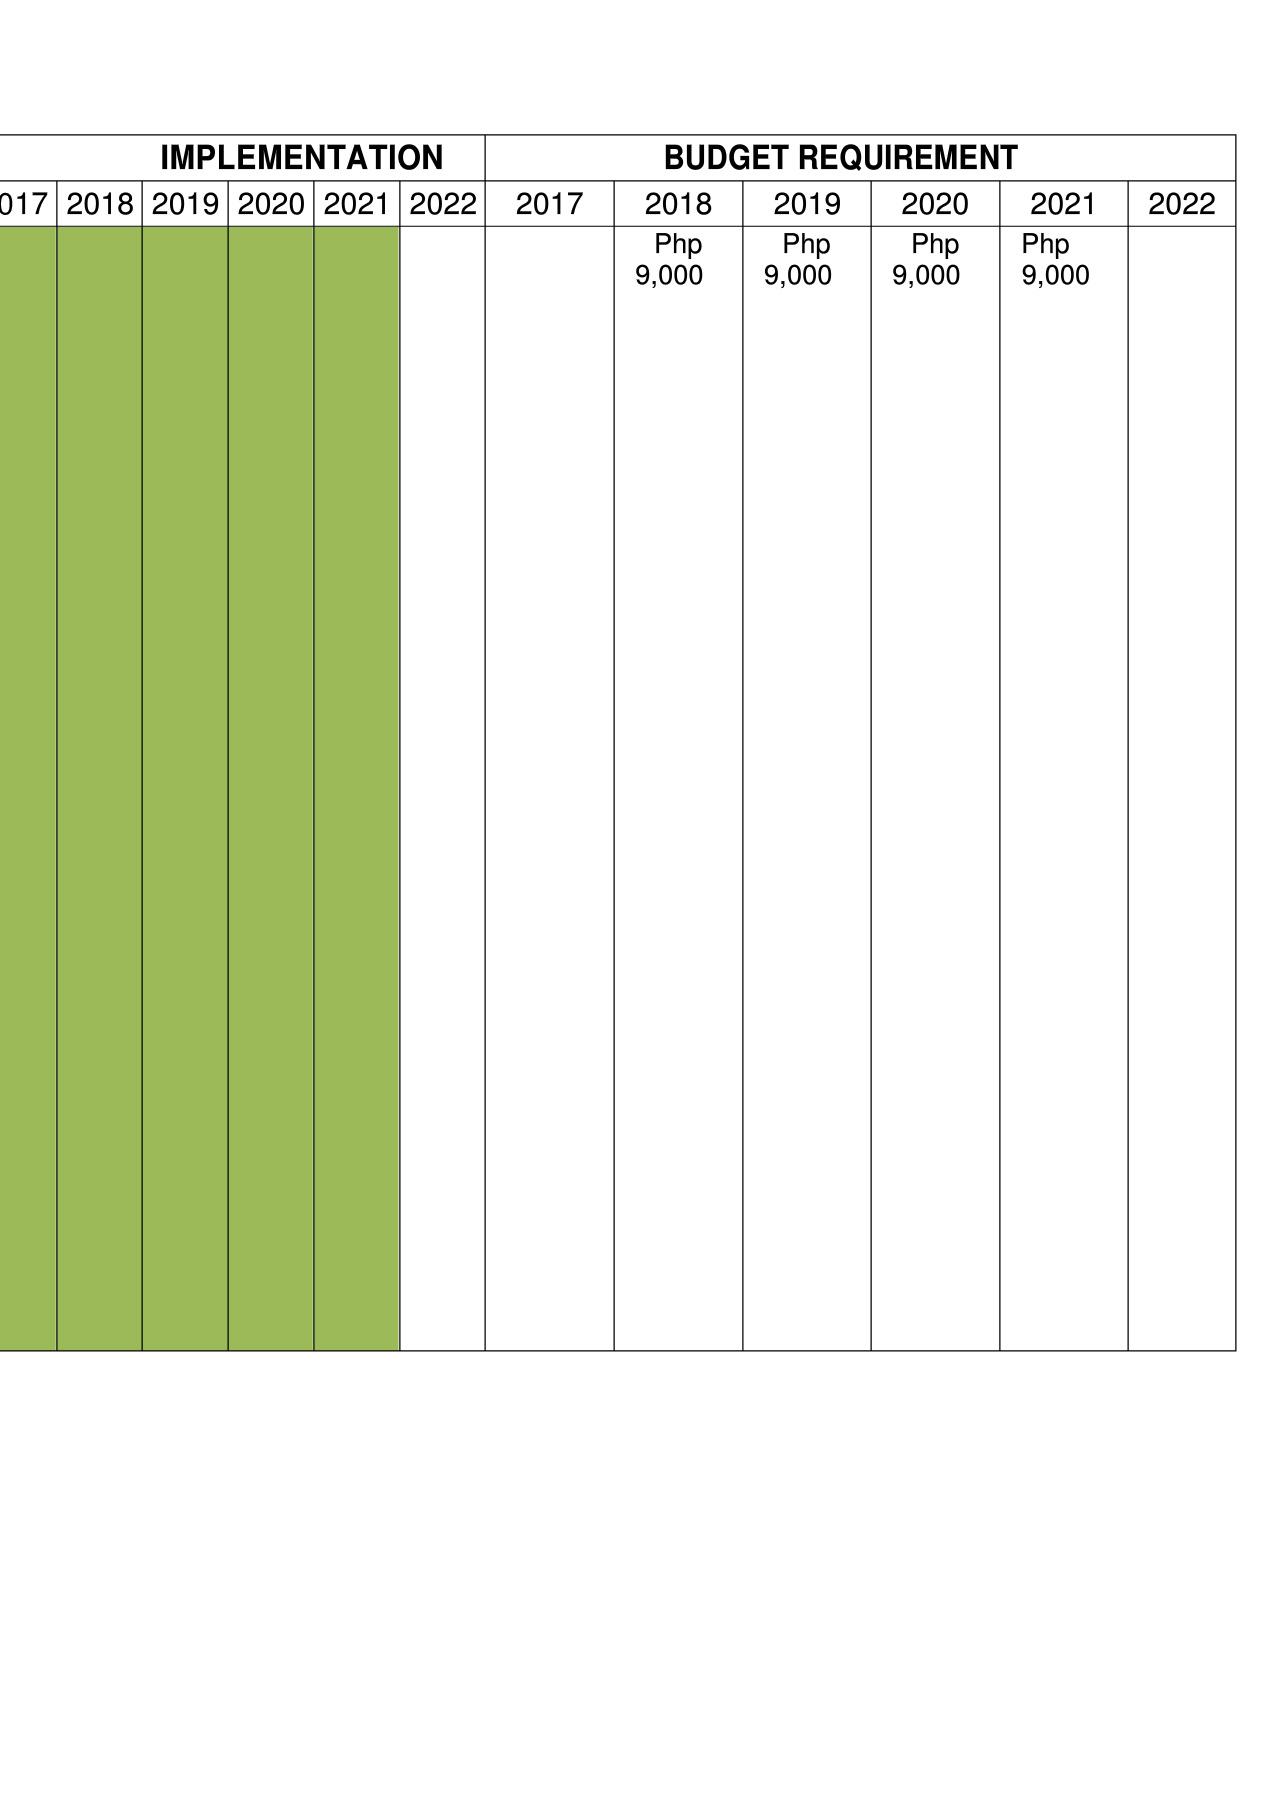 IMPLEMENTATION BUDGET REQUIREMENT
017 2018 2019 2020 2021 2022 2017 2018 2019 2020 2021 2022
Php Php Php Php
9,000 9,000 9,000 9,000